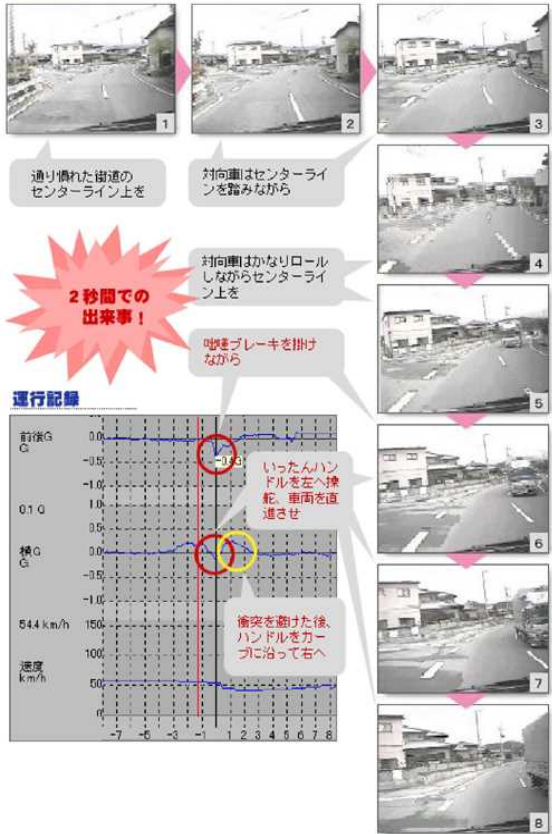 1
2
3
通り慣れた街道の
センターライン上を
対向車はセンターライ
ンを踏みながら
4
2秒間での
出来事！
対向車はかなりロール
しながらセンターライ
ン上を
5
咄嗟ブレーキを掛け
ながら
運行記録
6
前後G
G
0.0
-0.5
-1.0
いったんハン
ドルを左へ操
舵、車両を直
進させ
0.1 G
0.5
横G
G
0.0
-0.5
-1.0
7
衝突を避けた後、
ハンドルをカー
ブに沿って右へ
54.4 km/h
150
100
速度
km/h
50
0
-7 -5 -3 -1 1 2 3 4 5 6 7 8
8